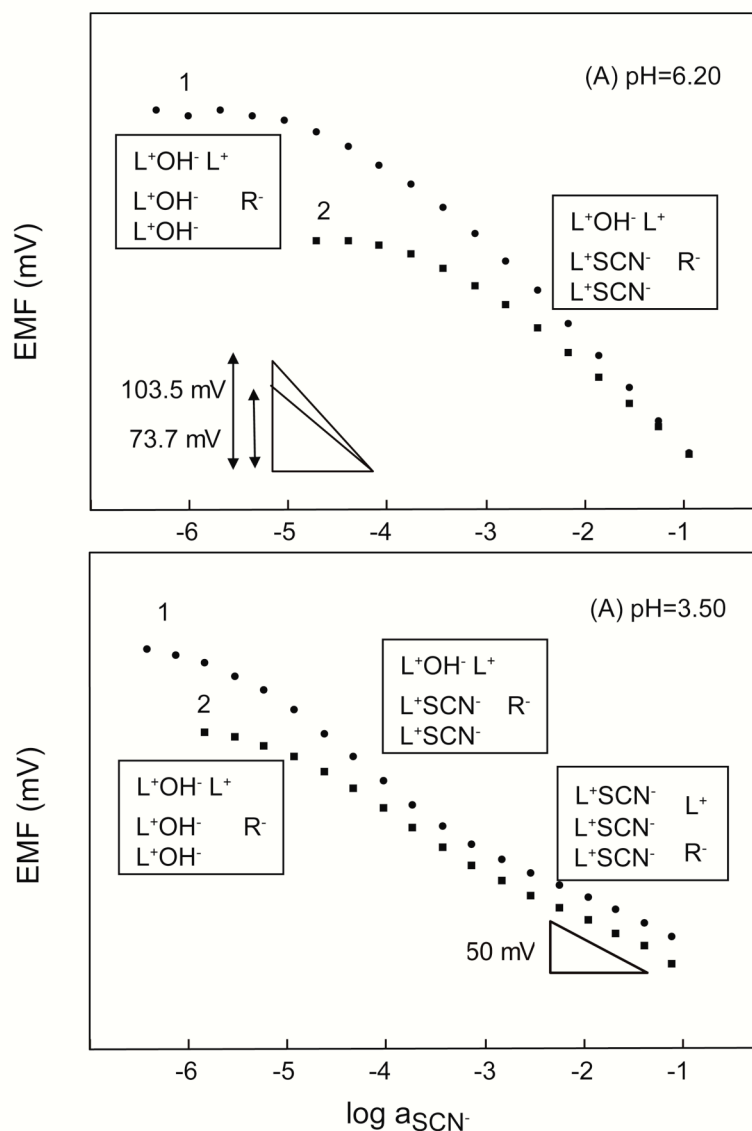 1
(A) pH=6.20
L⁺OH⁻ L⁺
L⁺OH⁻ R⁻
L⁺OH⁻
2
L⁺OH⁻ L⁺
L⁺SCN⁻ R⁻
L⁺SCN⁻
EMF (mV)
103.5 mV
73.7 mV
-6 -5 -4 -3 -2 -1
1
(A) pH=3.50
L⁺OH⁻ L⁺
L⁺SCN⁻ R⁻
L⁺SCN⁻
2
L⁺OH⁻ L⁺
L⁺OH⁻ R⁻
L⁺OH⁻
L⁺SCN⁻ L⁺
L⁺SCN⁻
L⁺SCN⁻ R⁻
EMF (mV)
50 mV
-6 -5 -4 -3 -2 -1
log a_SCN⁻